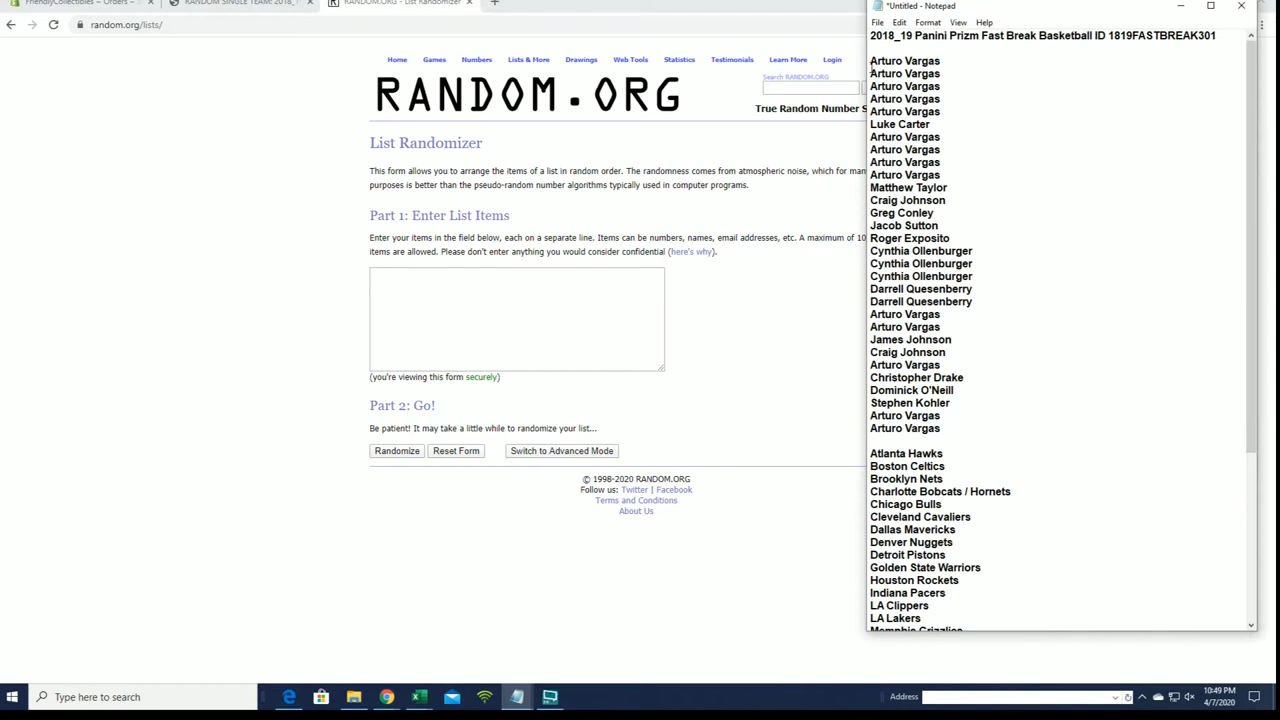 FriendlyCollectibles ~ Orders
RANDOM SINGLE TEAM: 2018_1
RANDOM.ORG - List Randomizer
random.org/lists/
Home Games Numbers Lists & More Drawings Web Tools Statistics Testimonials Learn More Login
RANDOM.ORG
Search RANDOM.ORG
True Random Number S
List Randomizer
This form allows you to arrange the items of a list in random order. The randomness comes from atmospheric noise, which for man
purposes is better than the pseudo-random number algorithms typically used in computer programs.
Part 1: Enter List Items
Enter your items in the field below, each on a separate line. Items can be numbers, names, email addresses, etc. A maximum of 10
items are allowed. Please don't enter anything you would consider confidential (here's why).
(you're viewing this form securely)
Part 2: Go!
Be patient! It may take a little while to randomize your list...
Randomize Reset Form Switch to Advanced Mode
© 1998-2020 RANDOM.ORG
Follow us: Twitter | Facebook
Terms and Conditions
About Us
*Untitled - Notepad
File Edit Format View Help
2018_19 Panini Prizm Fast Break Basketball ID 1819FASTBREAK301
Arturo Vargas
Arturo Vargas
Arturo Vargas
Arturo Vargas
Arturo Vargas
Luke Carter
Arturo Vargas
Arturo Vargas
Arturo Vargas
Arturo Vargas
Matthew Taylor
Craig Johnson
Greg Conley
Jacob Sutton
Roger Exposito
Cynthia Ollenburger
Cynthia Ollenburger
Cynthia Ollenburger
Darrell Quesenberry
Darrell Quesenberry
Arturo Vargas
Arturo Vargas
James Johnson
Craig Johnson
Arturo Vargas
Christopher Drake
Dominick O'Neill
Stephen Kohler
Arturo Vargas
Arturo Vargas
Atlanta Hawks
Boston Celtics
Brooklyn Nets
Charlotte Bobcats / Hornets
Chicago Bulls
Cleveland Cavaliers
Dallas Mavericks
Denver Nuggets
Detroit Pistons
Golden State Warriors
Houston Rockets
Indiana Pacers
LA Clippers
LA Lakers
Memphis Grizzlies
Type here to search
Address
10:49 PM
4/7/2020